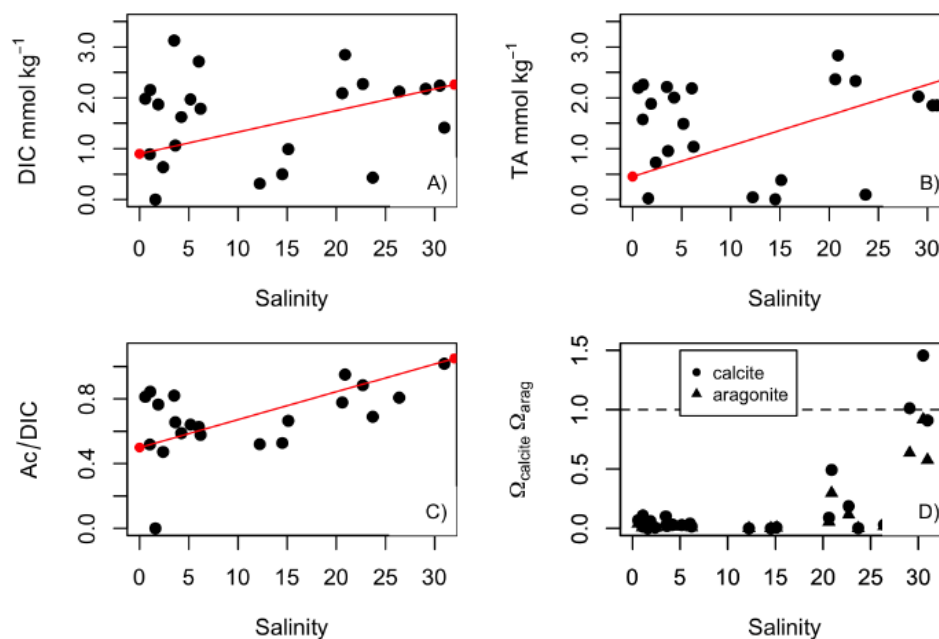 DIC mmol kg⁻¹
0.0 1.0 2.0 3.0
A)
0 5 10 15 20 25 30
Salinity
TA mmol kg⁻¹
0.0 1.0 2.0 3.0
B)
0 5 10 15 20 25 30
Salinity
Ac/DIC
0.0 0.4 0.8
C)
0 5 10 15 20 25 30
Salinity
Ωcalcite Ωarag
0.0 0.5 1.0 1.5
calcite
aragonite
D)
0 5 10 15 20 25 30
Salinity